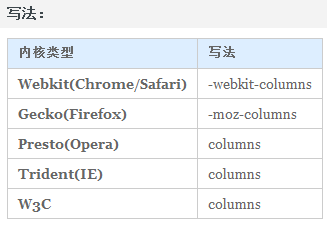 写法：
内核类型 写法
Webkit(Chrome/Safari) -webkit-columns
Gecko(Firefox) -moz-columns
Presto(Opera) columns
Trident(IE) columns
W3C columns